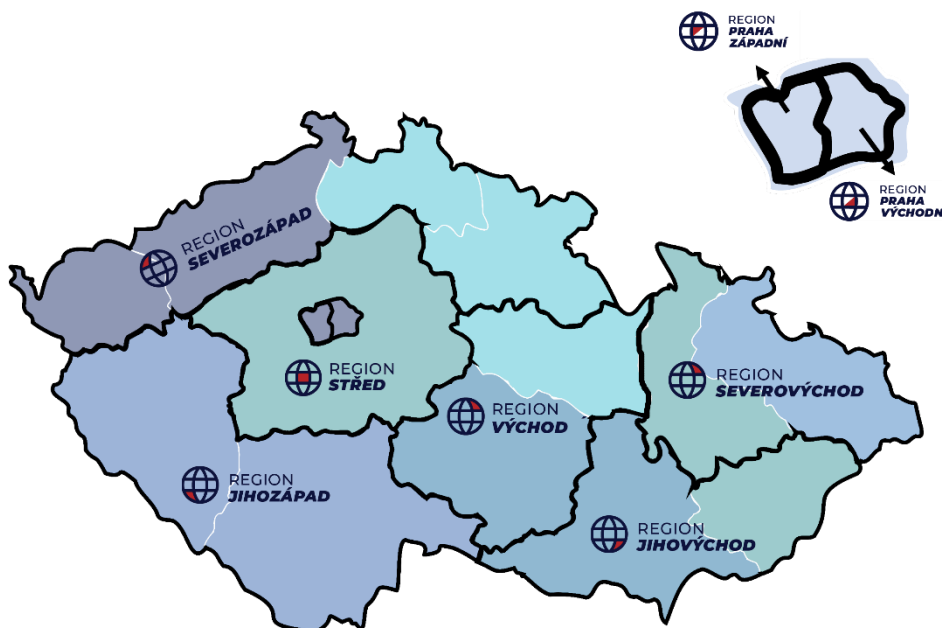 REGION
PRAHA
ZÁPADNÍ
REGION
PRAHA
VÝCHODN
REGION
SEVEROZÁPAD
REGION
STŘED
REGION
SEVEROVÝCHOD
REGION
VÝCHOD
REGION
JIHOZÁPAD
REGION
JIHOVÝCHOD